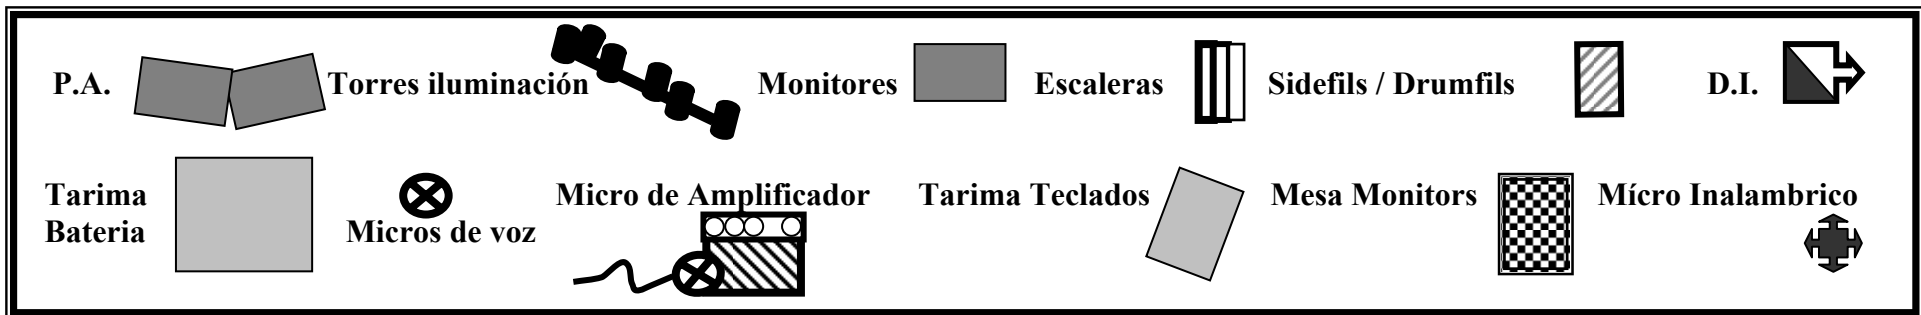 P.A. Torres iluminación Monitores Escaleras Sidefils / Drumfils D.I.
Tarima Bateria
Micros de voz
Micro de Amplificador
Tarima Teclados
Mesa Monitors
Mícro Inalambrico